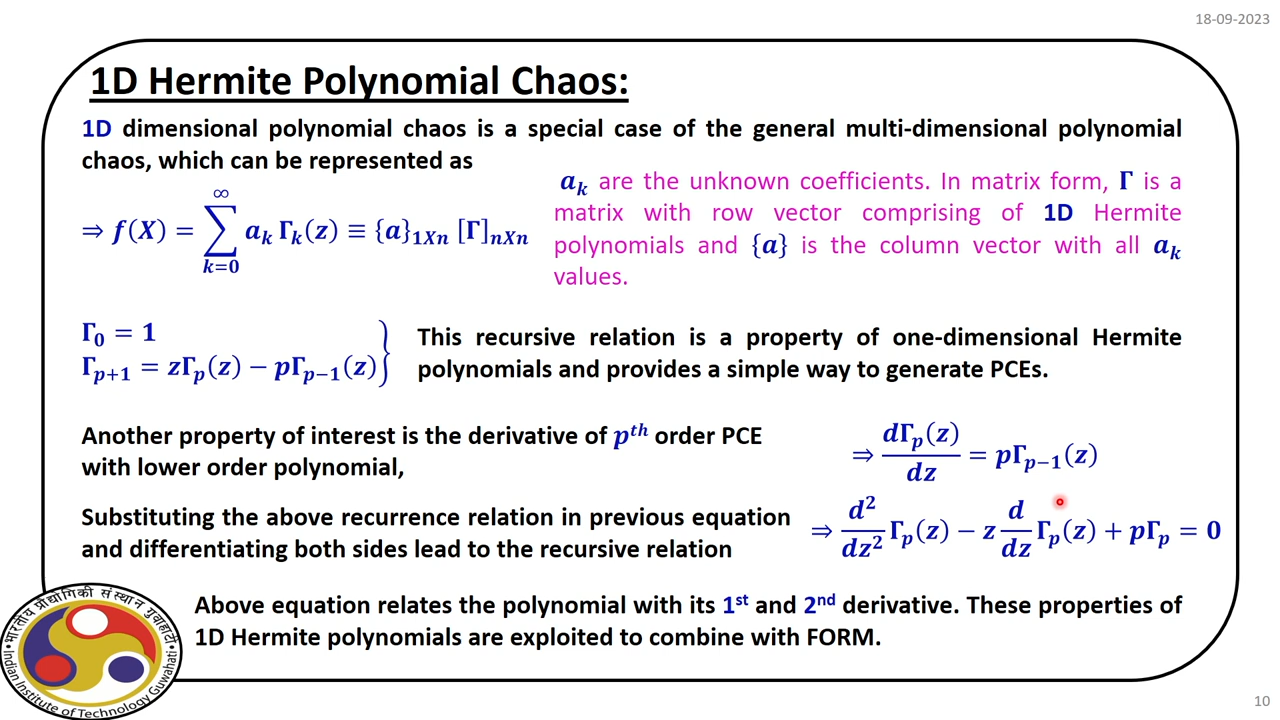 18-09-2023
1D Hermite Polynomial Chaos:
1D dimensional polynomial chaos is a special case of the general multi-dimensional polynomial
chaos, which can be represented as
⇒ f(X) = ∑_{k=0}^{∞} a_k Γ_k(z) ≡ {a}_{1Xn} [Γ]_{nXn}
a_k are the unknown coefficients. In matrix form, Γ is a
matrix with row vector comprising of 1D Hermite
polynomials and {a} is the column vector with all a_k
values.
Γ_0 = 1
Γ_{p+1} = zΓ_p(z) − pΓ_{p−1}(z)}
This recursive relation is a property of one-dimensional Hermite
polynomials and provides a simple way to generate PCEs.
Another property of interest is the derivative of p^{th} order PCE
with lower order polynomial,
⇒ dΓ_p(z)/dz = pΓ_{p−1}(z)
Substituting the above recurrence relation in previous equation
and differentiating both sides lead to the recursive relation
⇒ d²/dz² Γ_p(z) − z d/dz Γ_p(z) + pΓ_p = 0
Above equation relates the polynomial with its 1st and 2nd derivative. These properties of
1D Hermite polynomials are exploited to combine with FORM.
भारतीय प्रौद्योगिकी संस्थान गुवाहाटी
Indian Institute of Technology Guwahati
10